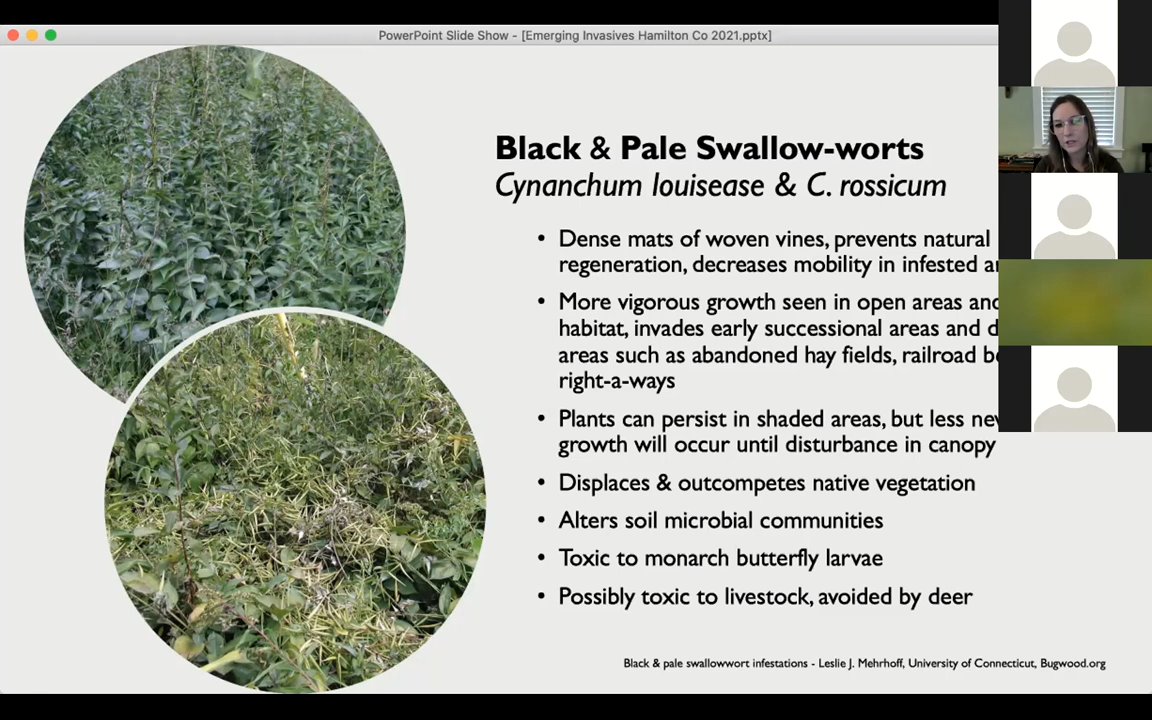 PowerPoint Slide Show - [Emerging Invasives Hamilton Co 2021.pptx]
Black & Pale Swallow-worts
Cynanchum louisease & C. rossicum
• Dense mats of woven vines, prevents natural
regeneration, decreases mobility in infested
• More vigorous growth seen in open areas and
habitat, invades early successional areas and
areas such as abandoned hay fields, railroad
right-a-ways
• Plants can persist in shaded areas, but less
growth will occur until disturbance in canopy
• Displaces & outcompetes native vegetation
• Alters soil microbial communities
• Toxic to monarch butterfly larvae
• Possibly toxic to livestock, avoided by deer
Black & pale swallowwort infestations - Leslie J. Mehrhoff, University of Connecticut, Bugwood.org